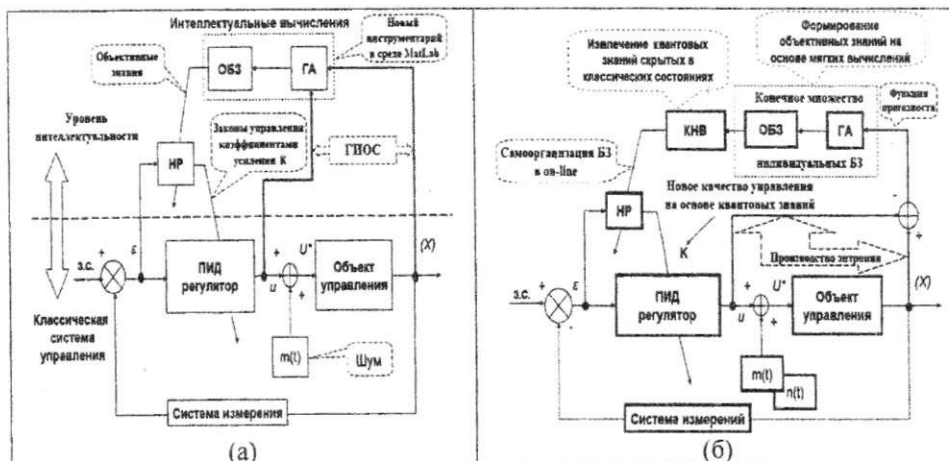 Интеллектуальные вычисления
Новый
инструментарий
в среде MatLab
Объективные
знания
ОБЗ
ГА
Уровень
интеллектуальности
Законы управления
коэффициентами
усиления К
ГИОС
НР
ε
U*
(X)
+
+
+
з.с.
-
ПИД
регулятор
u
Объект
управления
Классическая
система
управления
m(t)
Шум
Система измерения
(а)
Формирование
объективных знаний на
основе мягких вычислений
Извлечение квантовых
знаний скрытых в
классических состояниях
Функция
пригодности
Конечное множество
КНВ
ОБЗ
ГА
индивидуальных БЗ
Самоорганизация БЗ
в on-line
Новое качество управления
на основе квантовых знаний
НР
-
+
К
Производство энтропии
(X)
ε
U*
+
+
з.с.
ПИД
регулятор
u
+
Объект
управления
-
m(t)
n(t)
Система измерений
(б)